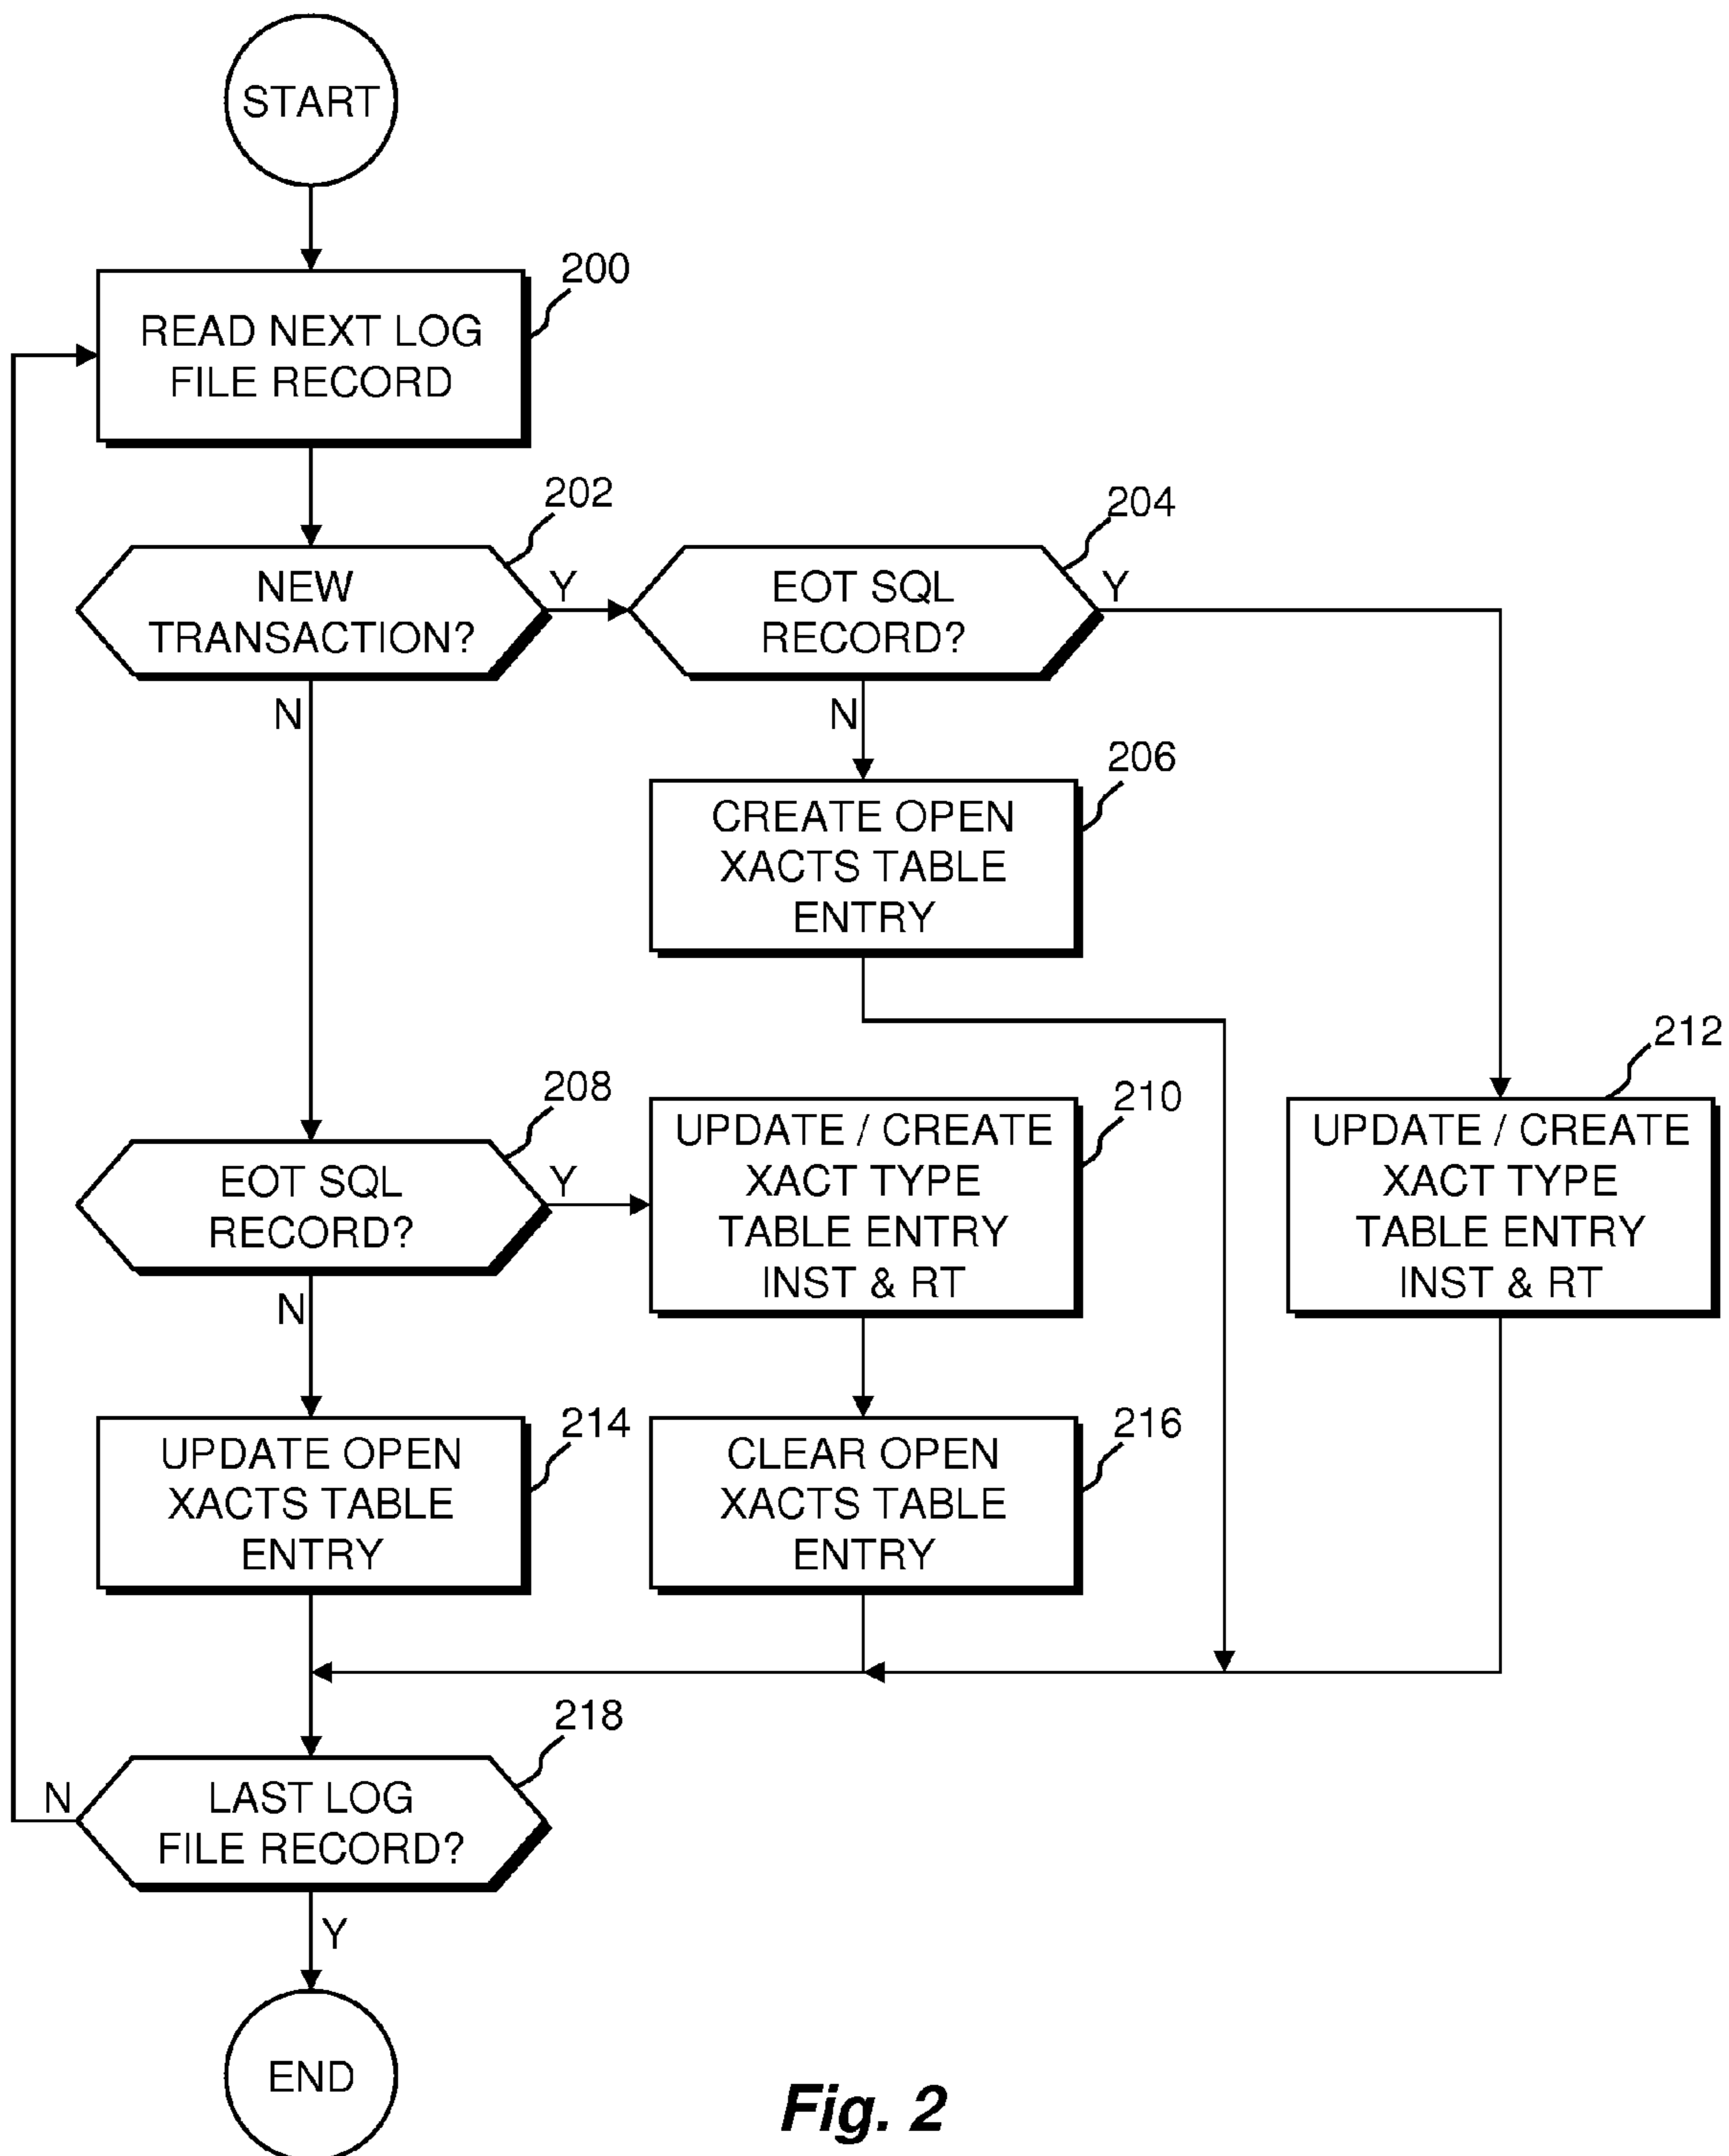 START
200
READ NEXT LOG
FILE RECORD
202
204
NEW
TRANSACTION?
Y
EOT SQL
RECORD?
Y
N
N
206
CREATE OPEN
XACTS TABLE
ENTRY
212
208
210
EOT SQL
RECORD?
Y
UPDATE / CREATE
XACT TYPE
TABLE ENTRY
INST & RT
UPDATE / CREATE
XACT TYPE
TABLE ENTRY
INST & RT
N
214
216
UPDATE OPEN
XACTS TABLE
ENTRY
CLEAR OPEN
XACTS TABLE
ENTRY
218
N
LAST LOG
FILE RECORD?
Y
END
Fig. 2